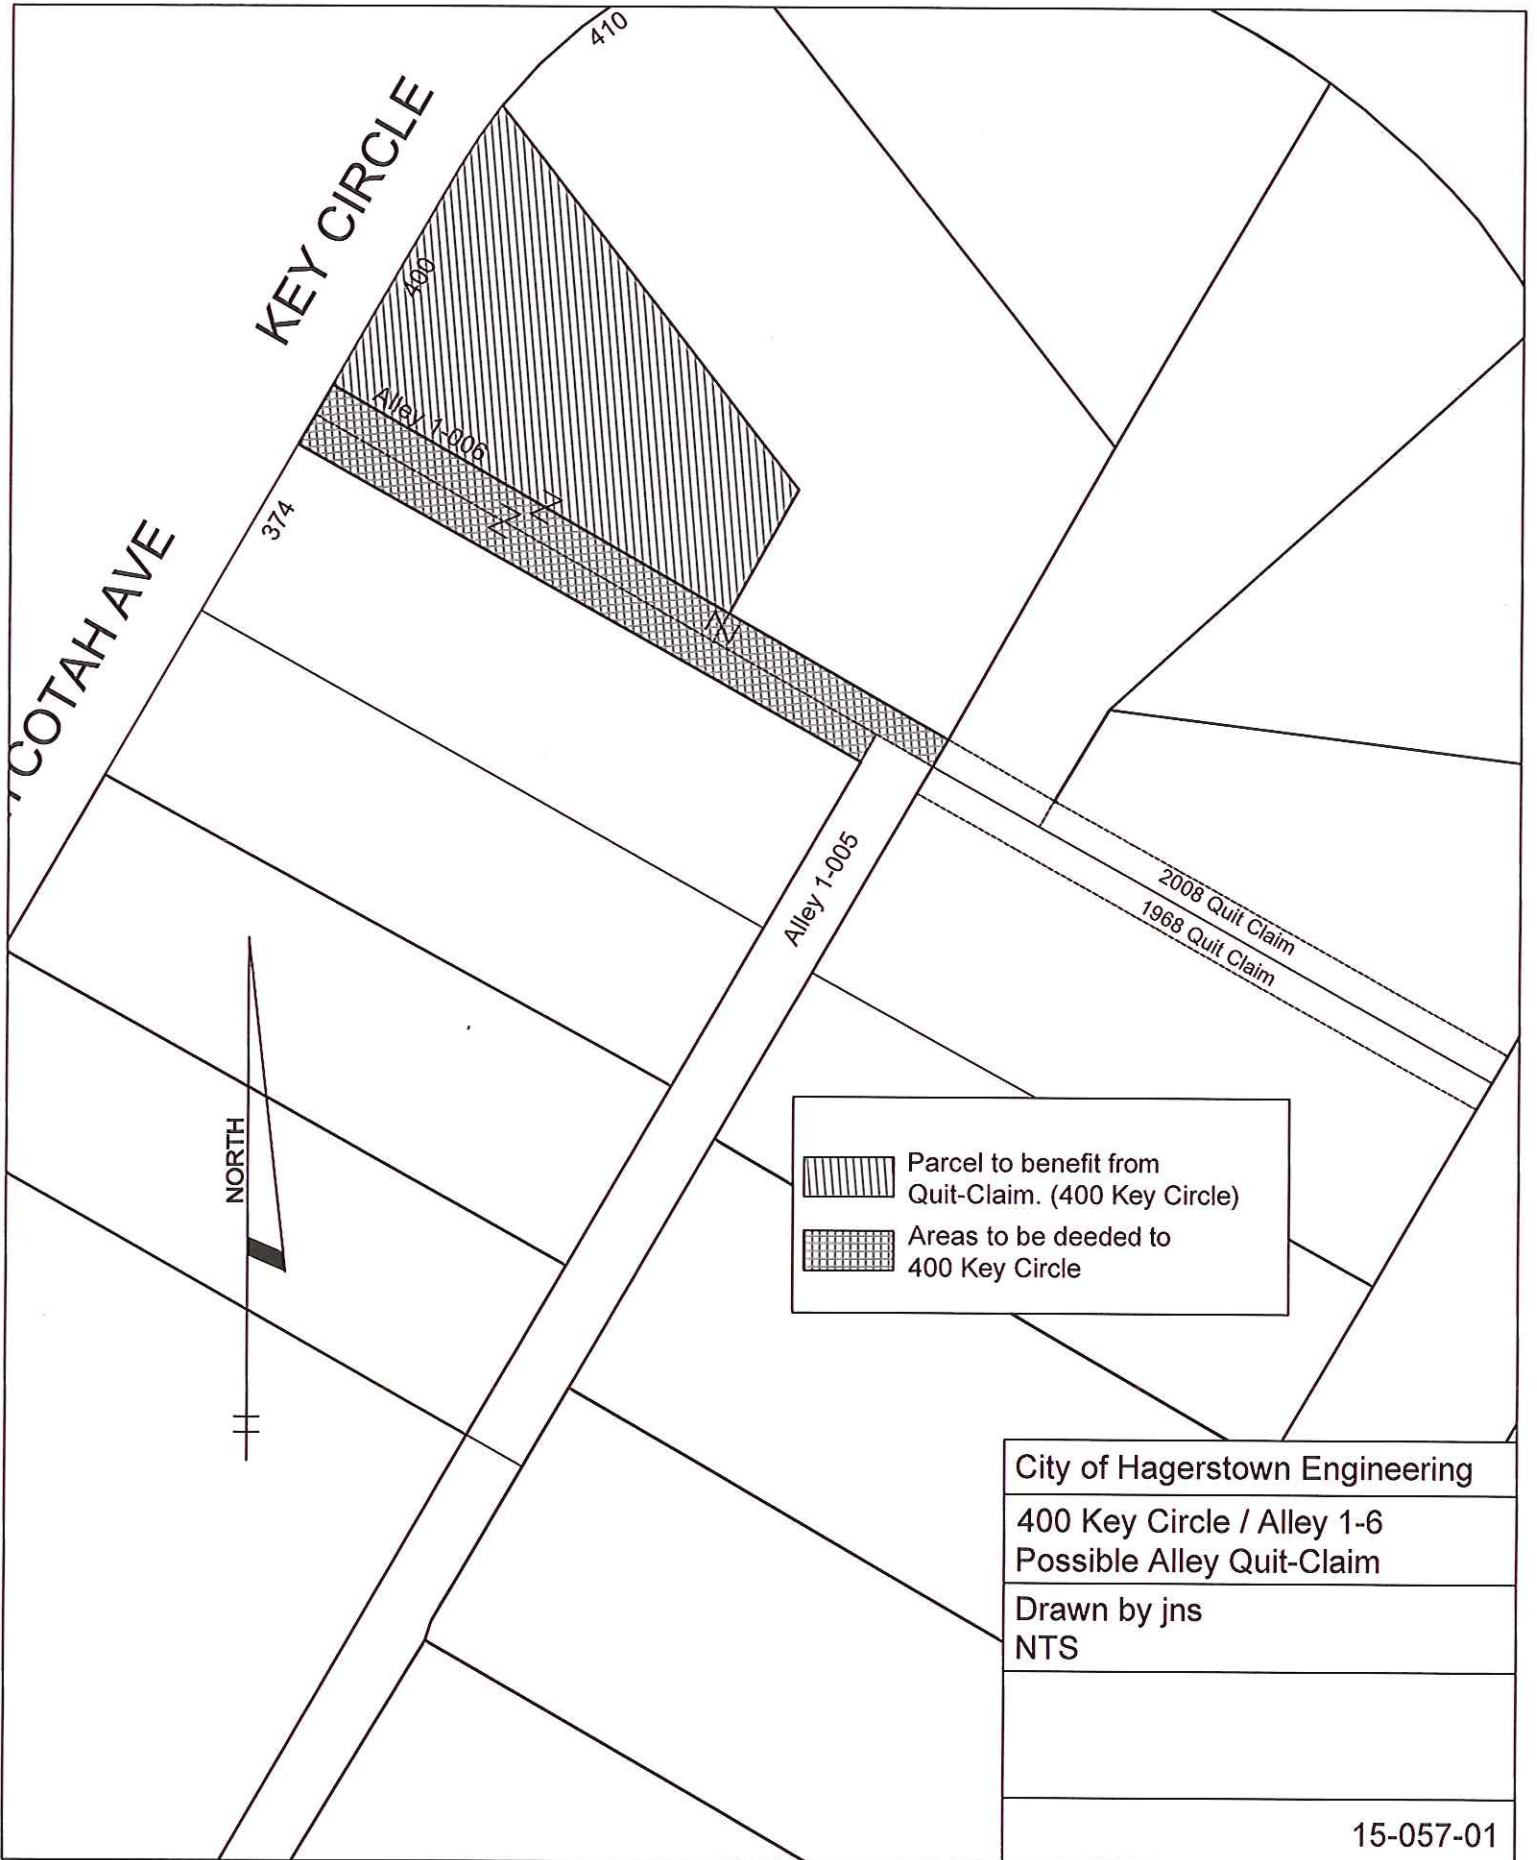 410
KEY CIRCLE
400
Alley 1-006
374
COTAH AVE
Alley 1-005
2008 Quit Claim
1968 Quit Claim
NORTH
Parcel to benefit from
Quit-Claim. (400 Key Circle)
Areas to be deeded to
400 Key Circle
City of Hagerstown Engineering
400 Key Circle / Alley 1-6
Possible Alley Quit-Claim
Drawn by jns
NTS
15-057-01